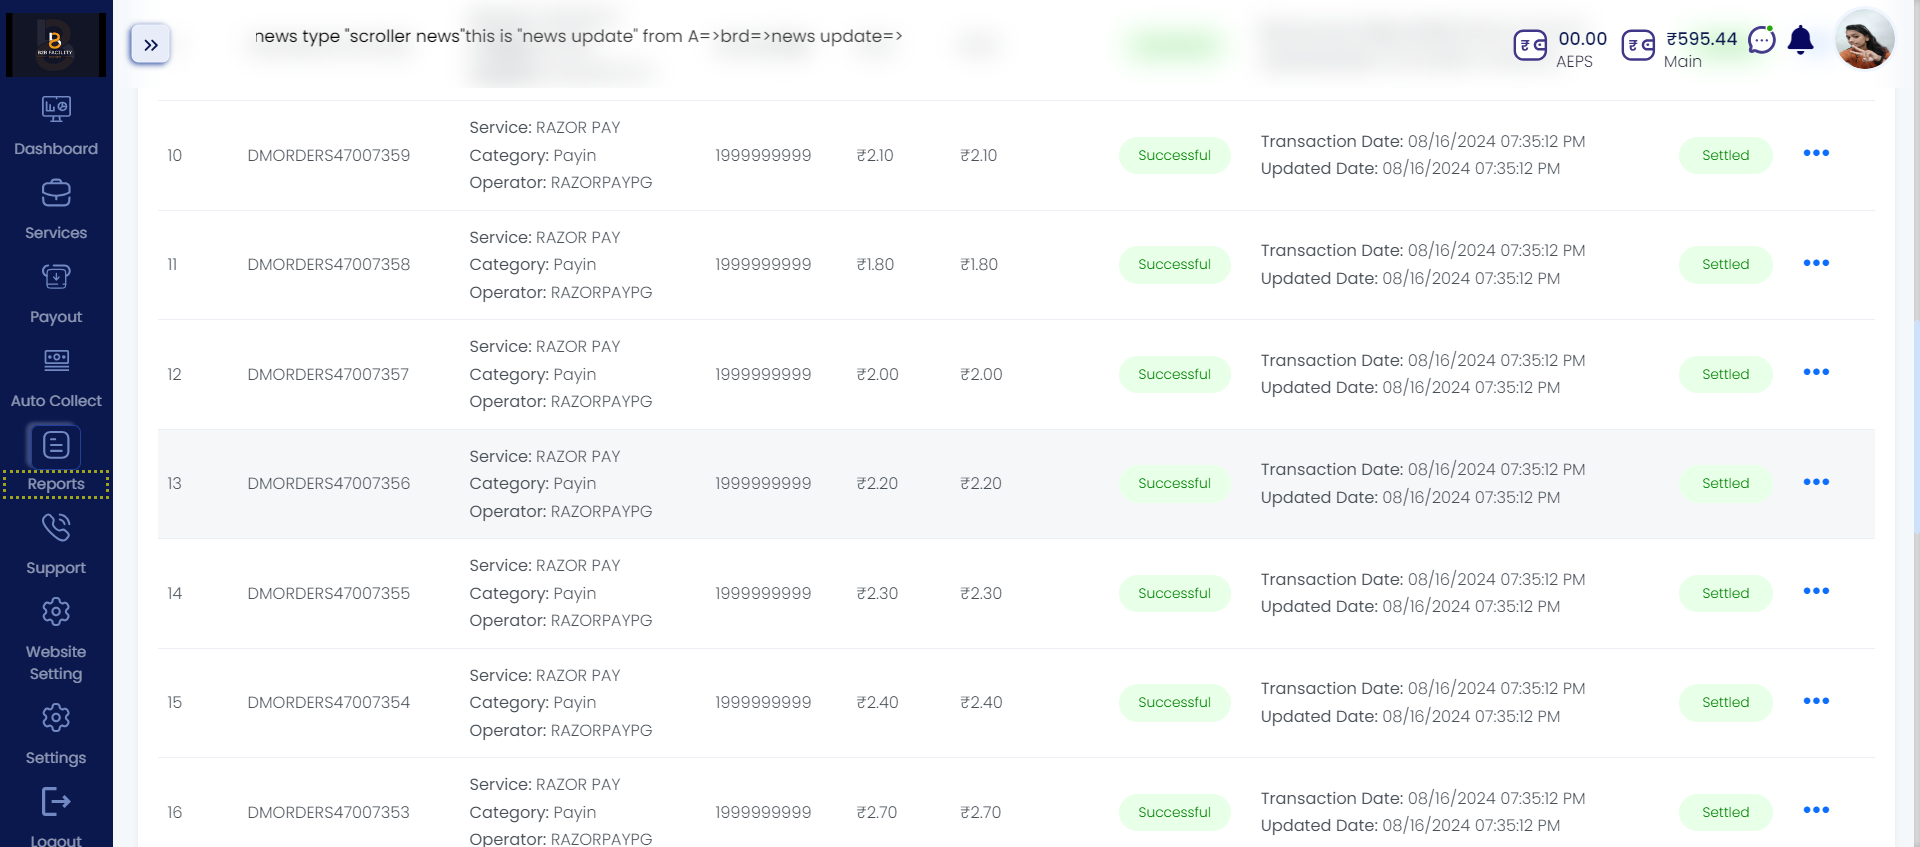 B2B FACILITY
news type "scroller news"this is "news update" from A=>brd=>news update=>
00.00
AEPS
₹595.44
Main
Dashboard
Services
Payout
Auto Collect
Reports
Support
Website
Setting
Settings
Logout
10 DMORDERS47007359 Service: RAZOR PAY
Category: Payin
Operator: RAZORPAYPG
1999999999 ₹2.10 ₹2.10 Successful Transaction Date: 08/16/2024 07:35:12 PM
Updated Date: 08/16/2024 07:35:12 PM
Settled
11 DMORDERS47007358 Service: RAZOR PAY
Category: Payin
Operator: RAZORPAYPG
1999999999 ₹1.80 ₹1.80 Successful Transaction Date: 08/16/2024 07:35:12 PM
Updated Date: 08/16/2024 07:35:12 PM
Settled
12 DMORDERS47007357 Service: RAZOR PAY
Category: Payin
Operator: RAZORPAYPG
1999999999 ₹2.00 ₹2.00 Successful Transaction Date: 08/16/2024 07:35:12 PM
Updated Date: 08/16/2024 07:35:12 PM
Settled
13 DMORDERS47007356 Service: RAZOR PAY
Category: Payin
Operator: RAZORPAYPG
1999999999 ₹2.20 ₹2.20 Successful Transaction Date: 08/16/2024 07:35:12 PM
Updated Date: 08/16/2024 07:35:12 PM
Settled
14 DMORDERS47007355 Service: RAZOR PAY
Category: Payin
Operator: RAZORPAYPG
1999999999 ₹2.30 ₹2.30 Successful Transaction Date: 08/16/2024 07:35:12 PM
Updated Date: 08/16/2024 07:35:12 PM
Settled
15 DMORDERS47007354 Service: RAZOR PAY
Category: Payin
Operator: RAZORPAYPG
1999999999 ₹2.40 ₹2.40 Successful Transaction Date: 08/16/2024 07:35:12 PM
Updated Date: 08/16/2024 07:35:12 PM
Settled
16 DMORDERS47007353 Service: RAZOR PAY
Category: Payin
Operator: RAZORPAYPG
1999999999 ₹2.70 ₹2.70 Successful Transaction Date: 08/16/2024 07:35:12 PM
Updated Date: 08/16/2024 07:35:12 PM
Settled